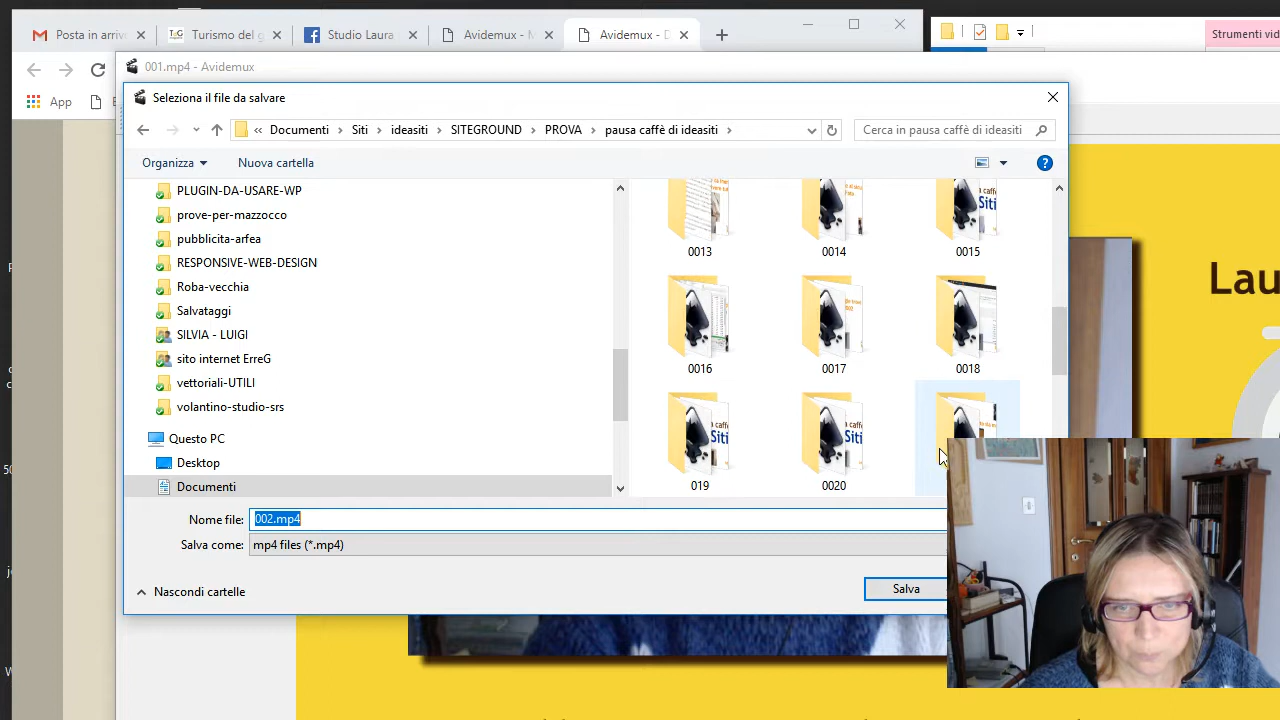 Posta in arriv
Turismo del g
Studio Laura
Avidemux - M
Avidemux - D
Strumenti vid
App
001.mp4 - Avidemux
Seleziona il file da salvare
« Documenti › Siti › ideasiti › SITEGROUND › PROVA › pausa caffè di ideasiti ›
Cerca in pausa caffè di ideasiti
Organizza
Nuova cartella
PLUGIN-DA-USARE-WP
prove-per-mazzocco
pubblicita-arfea
RESPONSIVE-WEB-DESIGN
Roba-vecchia
Salvataggi
SILVIA - LUIGI
sito internet ErreG
vettoriali-UTILI
volantino-studio-srs
Questo PC
Desktop
Documenti
0013
0014
0015
0016
0017
0018
019
0020
Lau
Nome file: 002.mp4
Salva come: mp4 files (*.mp4)
Nascondi cartelle
Salva